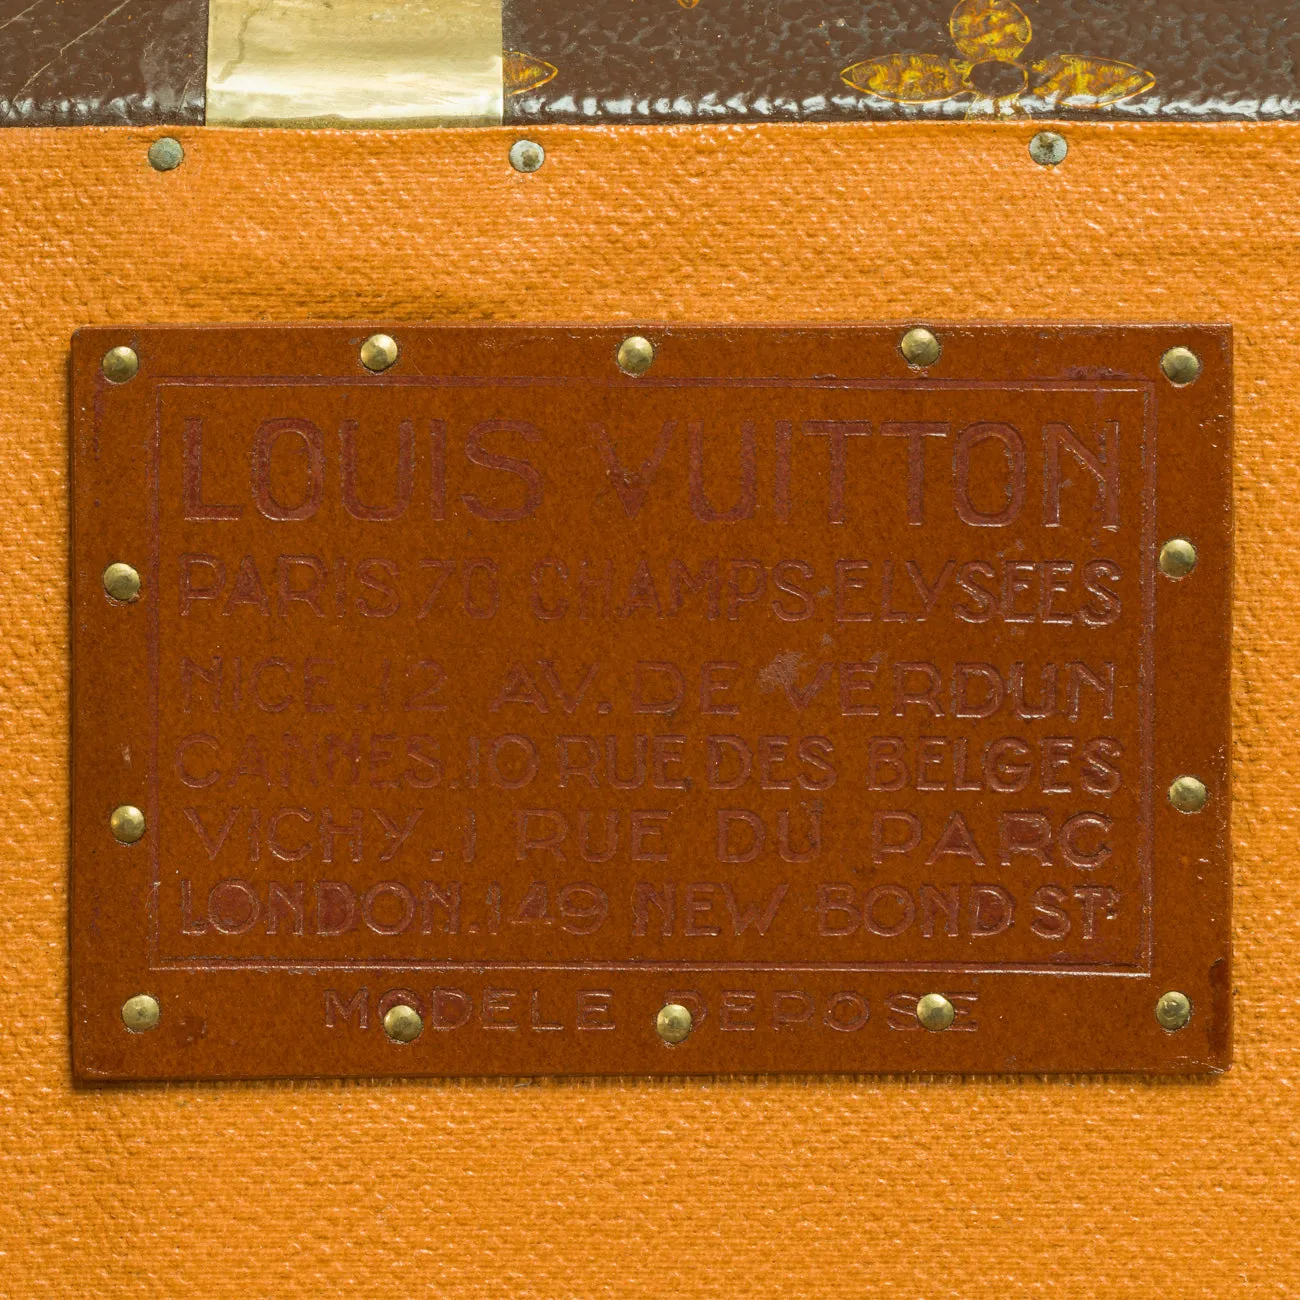 LOUIS VUITTON
PARIS 70 CHAMPS ELYSEES
NICE.12 AV.DE VERDUN
CANNES.10 RUE DES BELGES
VICHY.1 RUE DU PARC
LONDON.149 NEW BOND ST.
MODELE DEPOSE